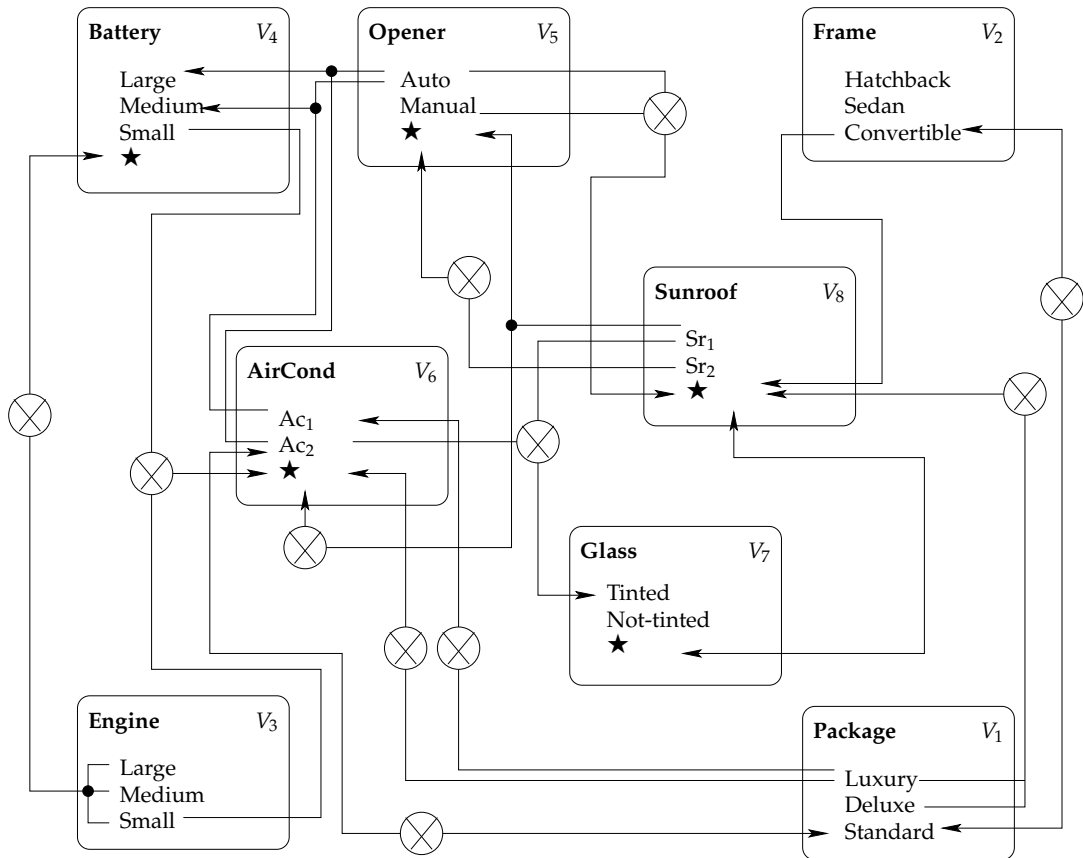 Battery V4
Large
Medium
Small
★
Opener V5
Auto
Manual
★
Frame V2
Hatchback
Sedan
Convertible
Sunroof V8
Sr1
Sr2
★
AirCond V6
Ac1
Ac2
★
Glass V7
Tinted
Not-tinted
★
Engine V3
Large
Medium
Small
Package V1
Luxury
Deluxe
Standard